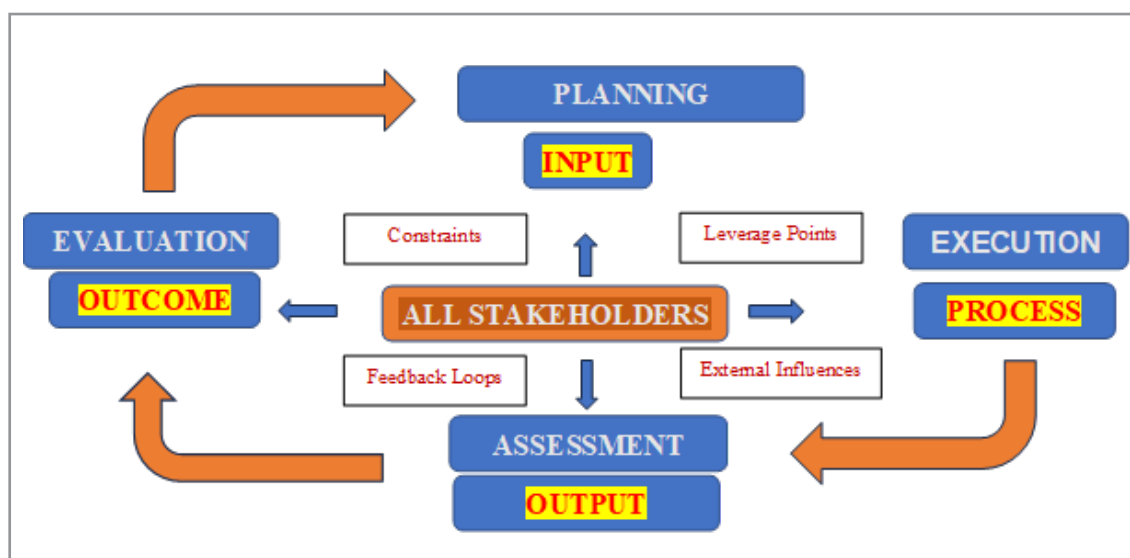 PLANNING
INPUT
Constraints
Leverage Points
EVALUATION
OUTCOME
EXECUTION
PROCESS
ALL STAKEHOLDERS
Feedback Loops
External Influences
ASSESSMENT
OUTPUT